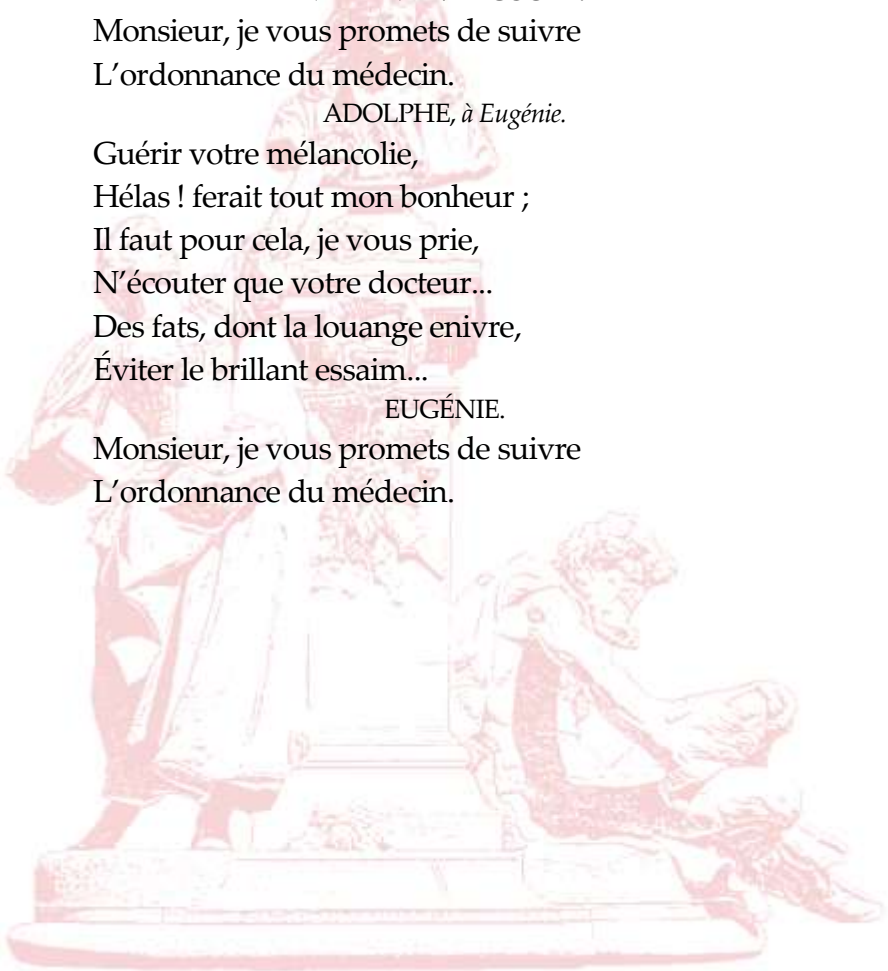 Monsieur, je vous promets de suivre
L’ordonnance du médecin.
ADOLPHE, à Eugénie.
Guérir votre mélancolie,
Hélas ! ferait tout mon bonheur ;
Il faut pour cela, je vous prie,
N’écouter que votre docteur...
Des fats, dont la louange enivre,
Éviter le brillant essaim...
EUGÉNIE.
Monsieur, je vous promets de suivre
L’ordonnance du médecin.